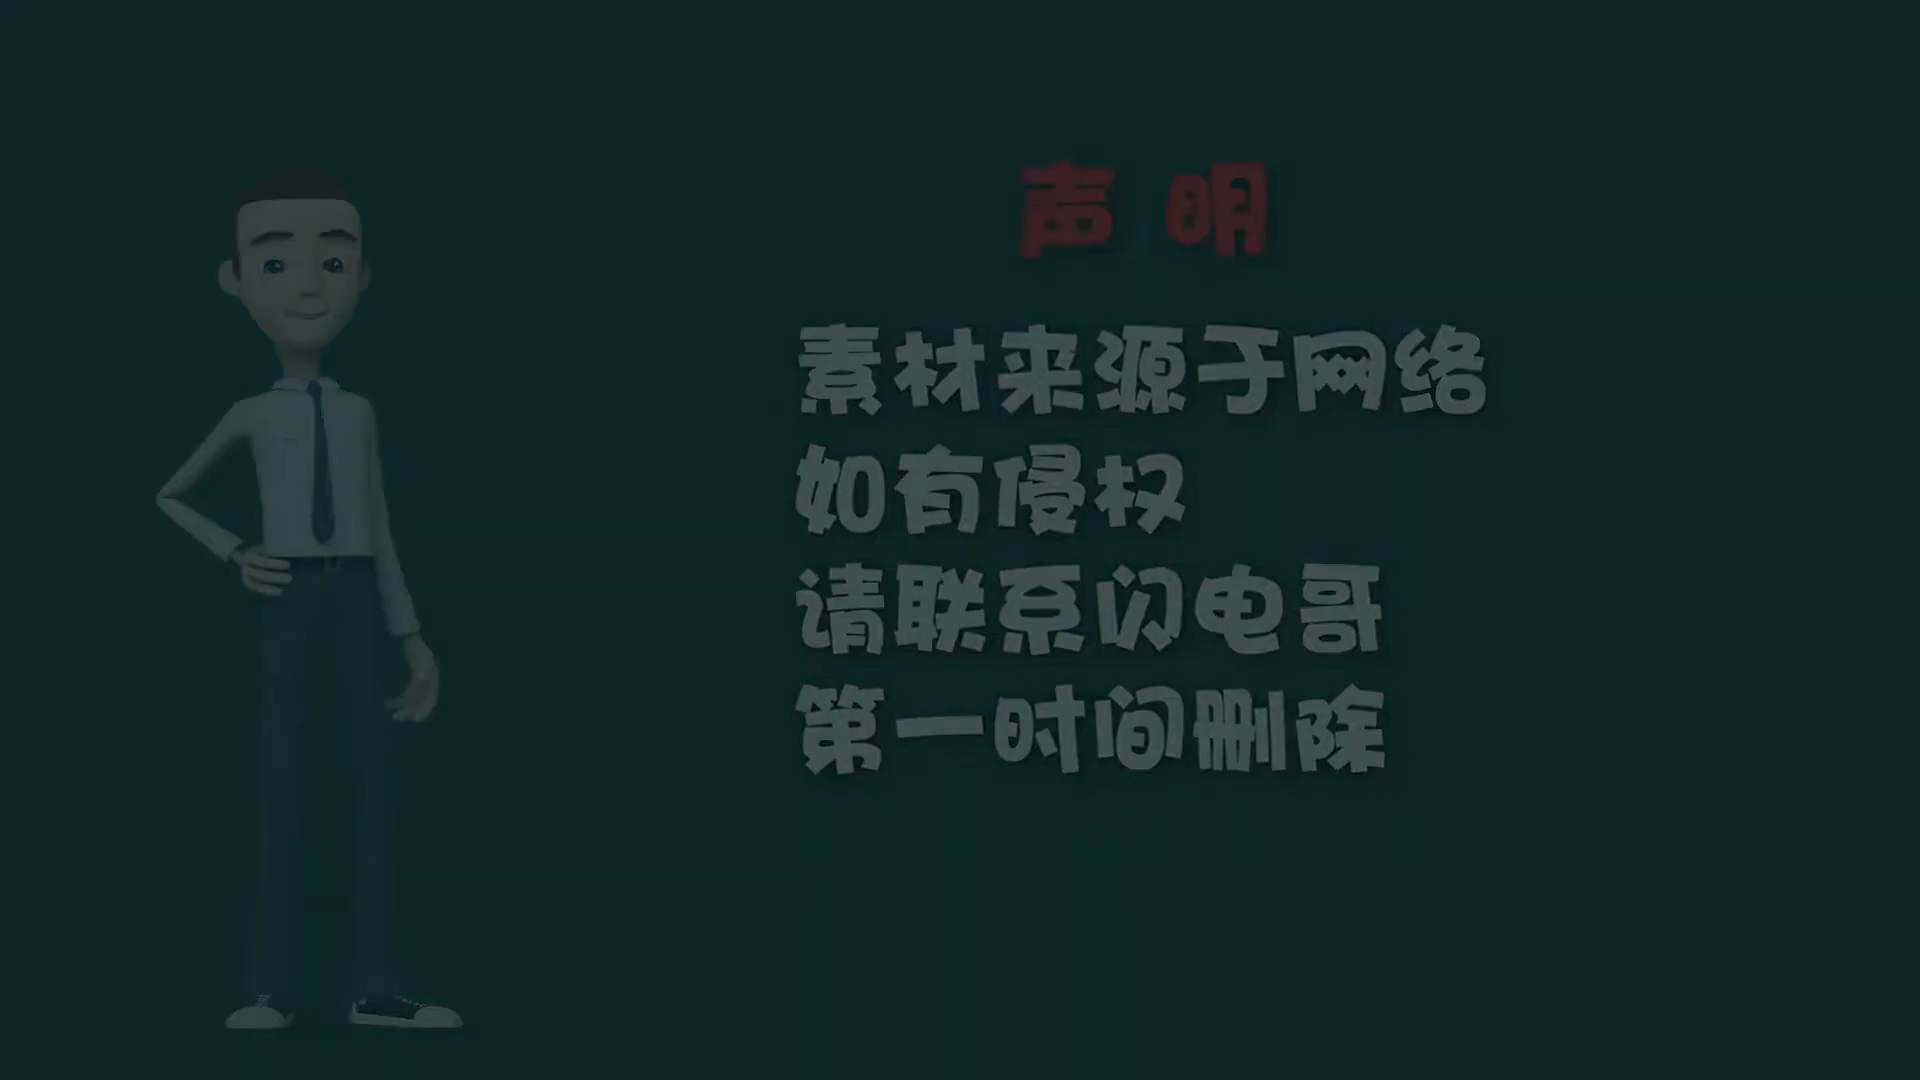 声 明
素材来源于网络
如有侵权
请联系闪电哥
第一时间删除